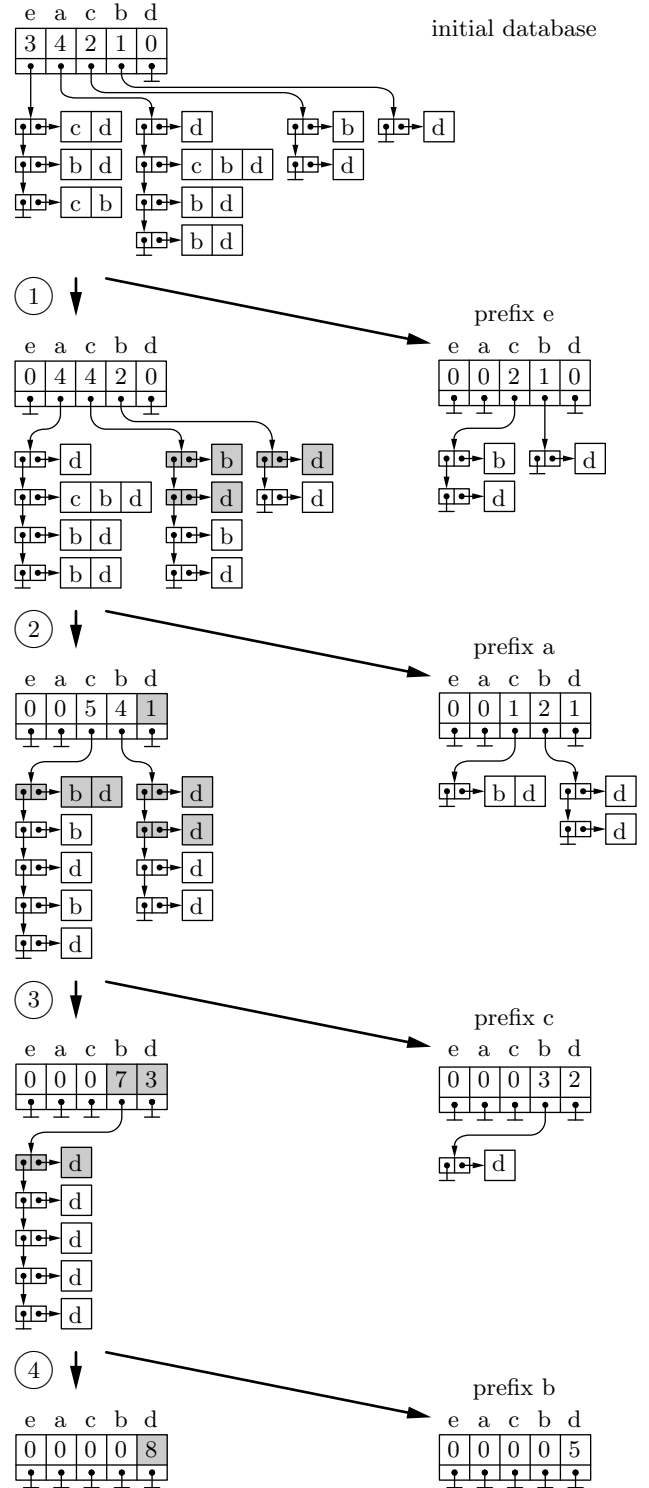 e a c b d
initial database
3 4 2 1 0
c d d b d
b d c b d d
c b b d
b d
1
prefix e
e a c b d e a c b d
0 4 4 2 0 0 0 2 1 0
d b d b d
c b d d d d
b d b
b d d
2
prefix a
e a c b d e a c b d
0 0 5 4 1 0 0 1 2 1
b d d b d d
b d d
d d
b d
d
3
prefix c
e a c b d e a c b d
0 0 0 7 3 0 0 0 3 2
d d
d
d
d
d
4
prefix b
e a c b d e a c b d
0 0 0 0 8 0 0 0 0 5